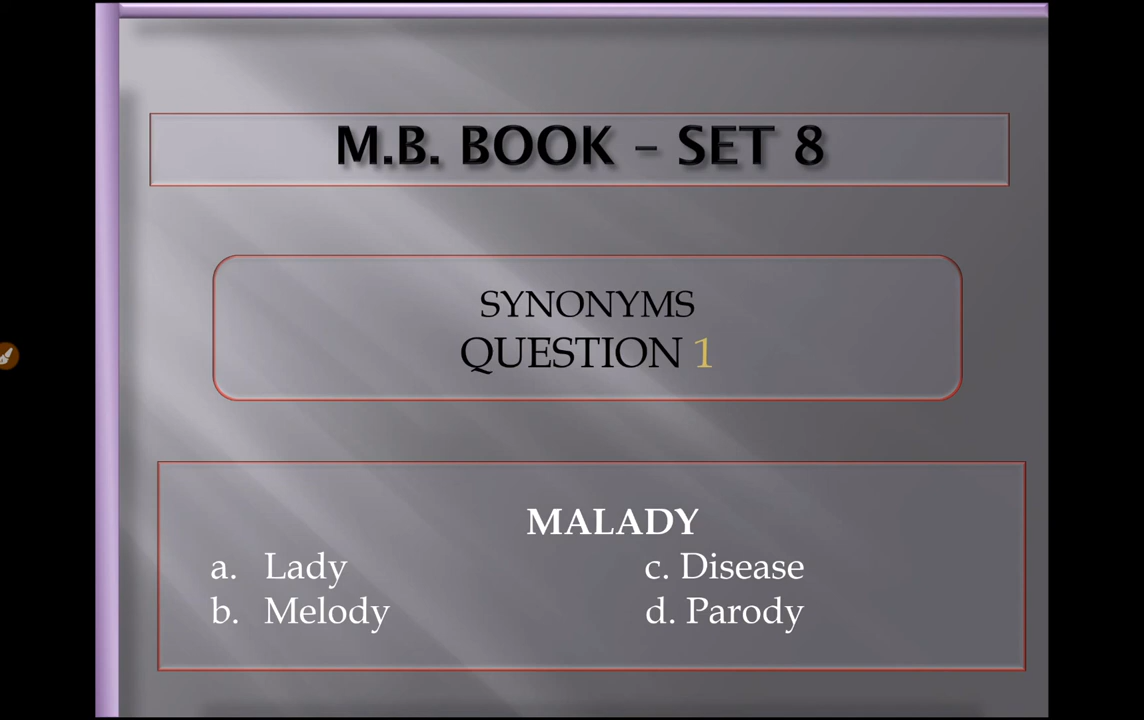 M.B. BOOK – SET 8
SYNONYMS
QUESTION 1
MALADY
a. Lady
b. Melody
c. Disease
d. Parody